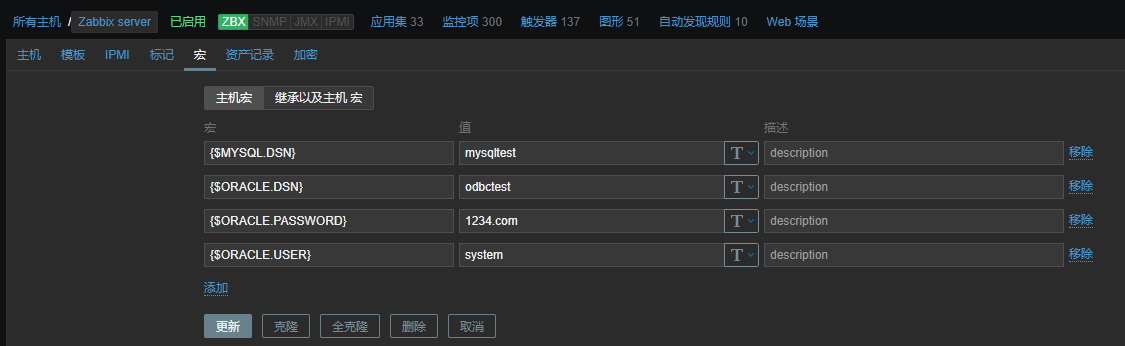 所有主机 / Zabbix server 已启用 ZBX SNMP JMX IPMI 应用集 33 监控项 300 触发器 137 图形 51 自动发现规则 10 Web 场景
主机 模板 IPMI 标记 宏 资产记录 加密
主机宏 继承以及主机 宏
宏 值 描述
{$MYSQL.DSN} mysqltest T description 移除
{$ORACLE.DSN} odbctest T description 移除
{$ORACLE.PASSWORD} 1234.com T description 移除
{$ORACLE.USER} system T description 移除
添加
更新 克隆 全克隆 删除 取消